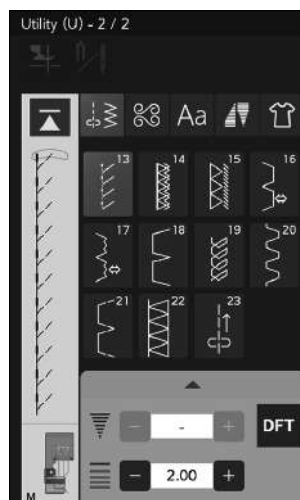 Utility (U) - 2 / 2
Aa
13 14 15 16
17 18 19 20
21 22 23
- - + DFT
- 2.00 +
M